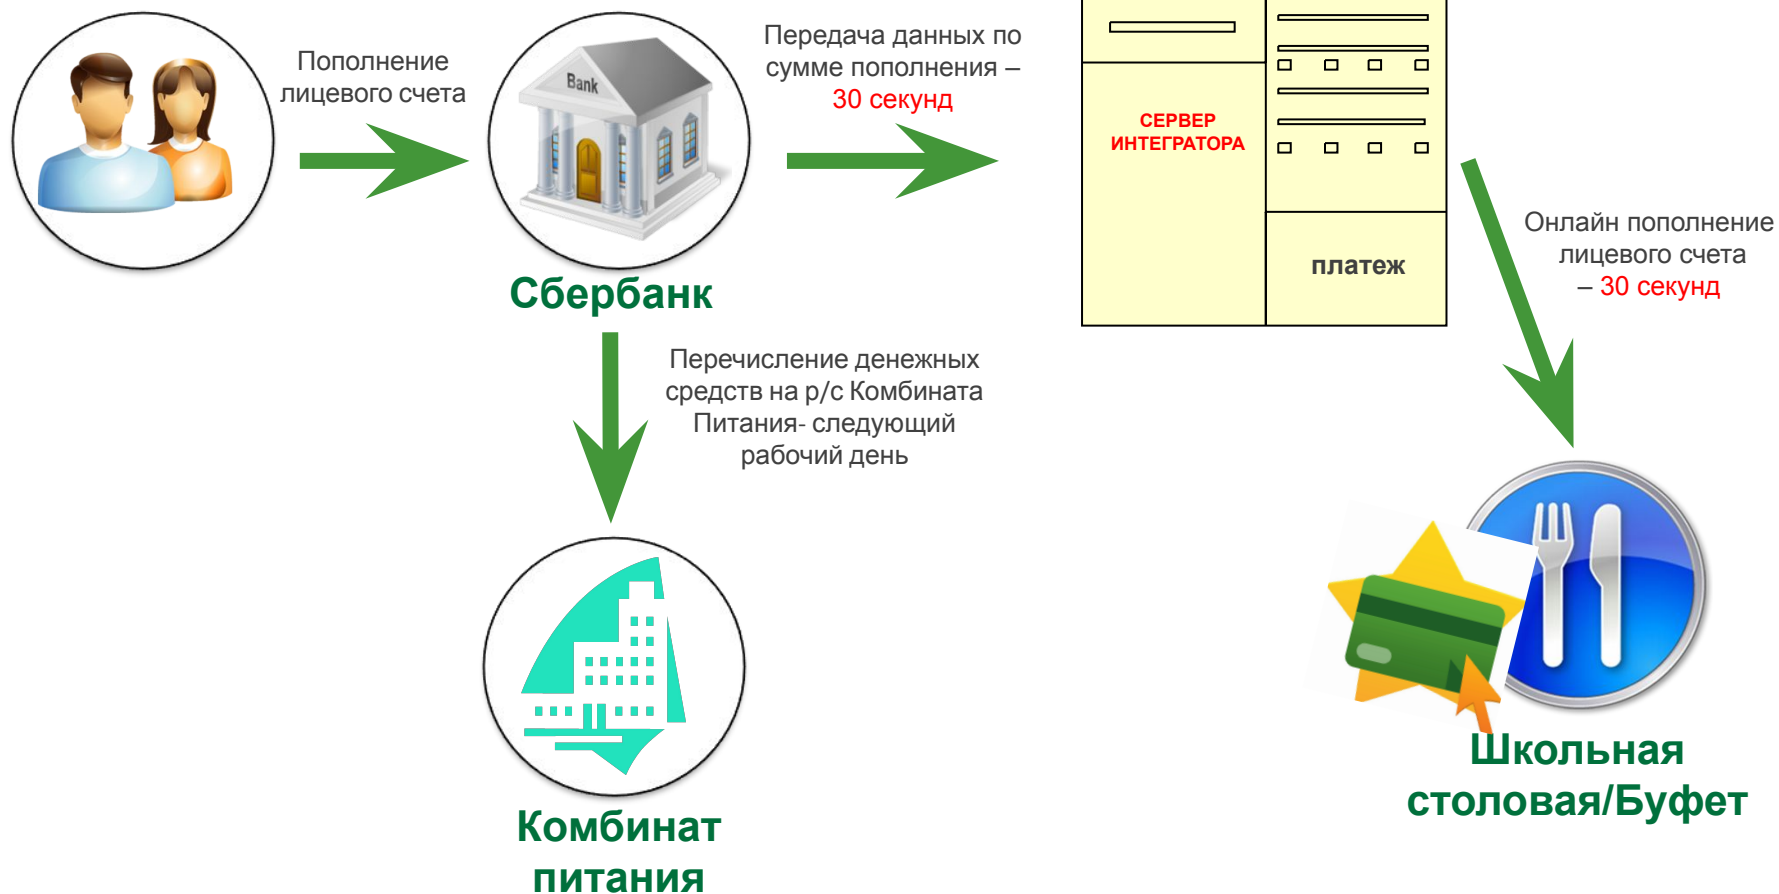 Пополнение
лицевого счета
Bank
Сбербанк
Передача данных по
сумме пополнения –
30 секунд
СЕРВЕР
ИНТЕГРАТОРА
платеж
Онлайн пополнение
лицевого счета
– 30 секунд
Перечисление денежных
средств на р/с Комбината
Питания- следующий
рабочий день
Комбинат
питания
Школьная
столовая/Буфет